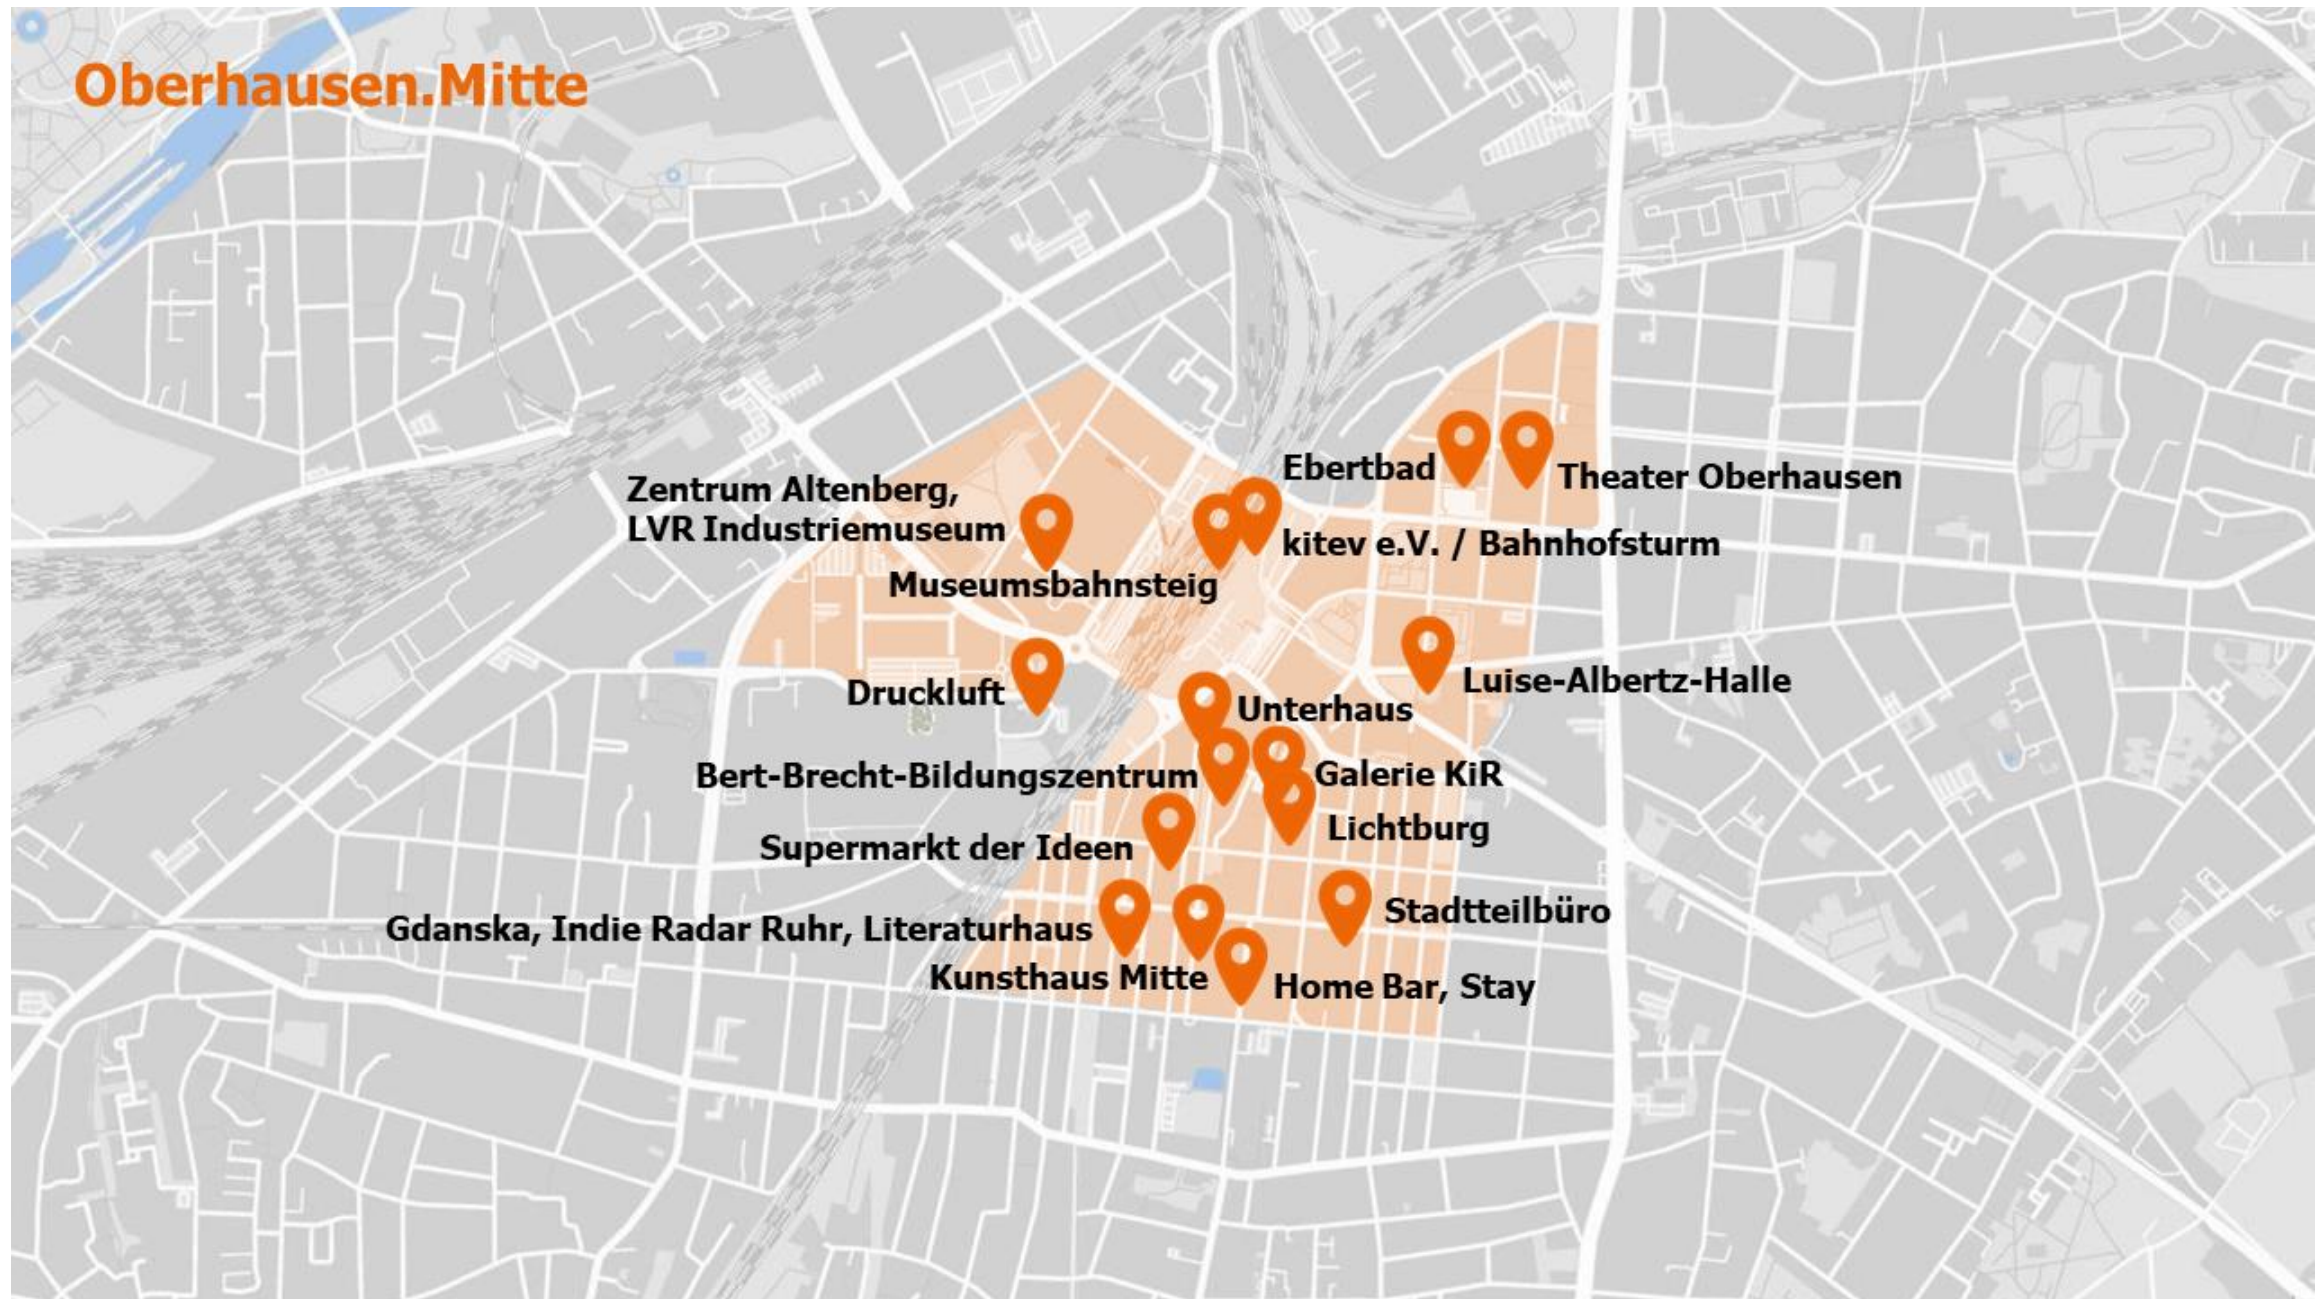 Oberhausen.Mitte
Ebertbad
Theater Oberhausen
Zentrum Altenberg,
LVR Industriemuseum
kitev e.V. / Bahnhofsturm
Museumsbahnsteig
Luise-Albertz-Halle
Druckluft
Unterhaus
Bert-Brecht-Bildungszentrum
Galerie KiR
Lichtburg
Supermarkt der Ideen
Stadtteilbüro
Gdanska, Indie Radar Ruhr, Literaturhaus
Kunsthaus Mitte
Home Bar, Stay